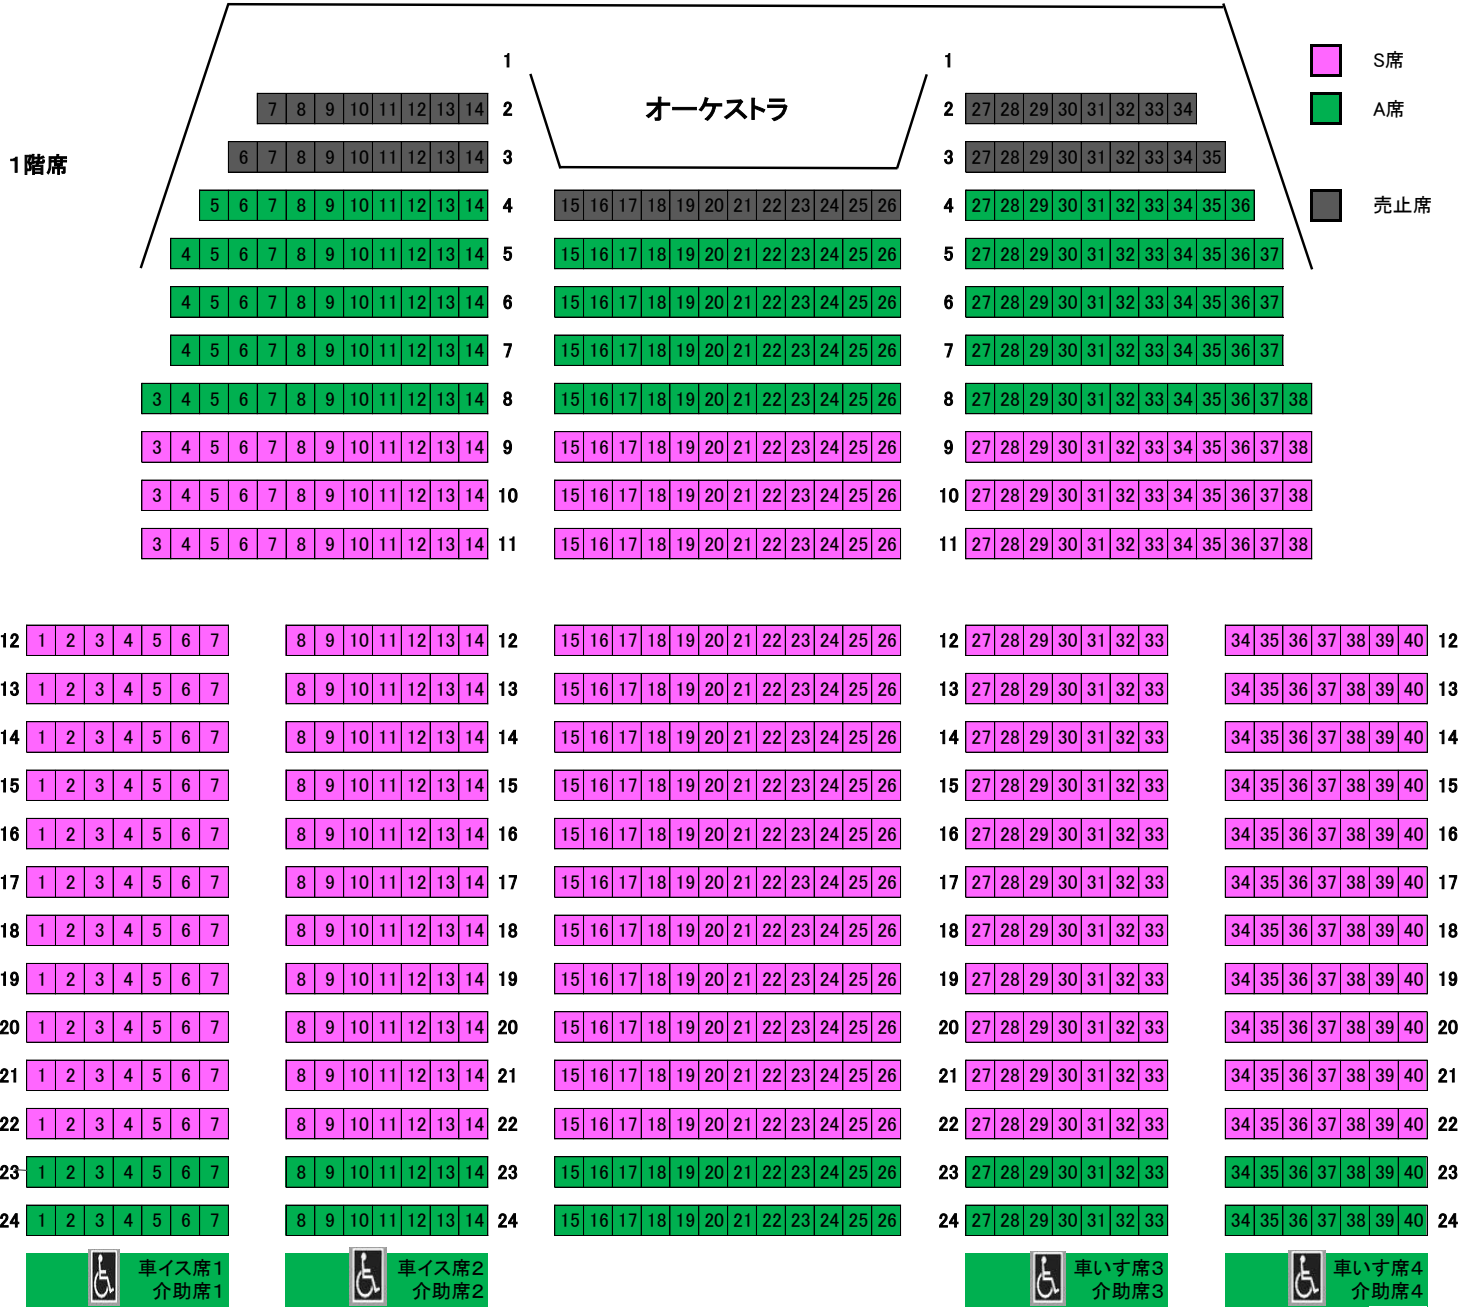 1 1 S席
7 8 9 10 11 12 13 14 2 オーケストラ 2 27 28 29 30 31 32 33 34 A席
1階席 6 7 8 9 10 11 12 13 14 3 3 27 28 29 30 31 32 33 34 35
5 6 7 8 9 10 11 12 13 14 4 15 16 17 18 19 20 21 22 23 24 25 26 4 27 28 29 30 31 32 33 34 35 36 売止席
4 5 6 7 8 9 10 11 12 13 14 5 15 16 17 18 19 20 21 22 23 24 25 26 5 27 28 29 30 31 32 33 34 35 36 37
4 5 6 7 8 9 10 11 12 13 14 6 15 16 17 18 19 20 21 22 23 24 25 26 6 27 28 29 30 31 32 33 34 35 36 37
4 5 6 7 8 9 10 11 12 13 14 7 15 16 17 18 19 20 21 22 23 24 25 26 7 27 28 29 30 31 32 33 34 35 36 37
3 4 5 6 7 8 9 10 11 12 13 14 8 15 16 17 18 19 20 21 22 23 24 25 26 8 27 28 29 30 31 32 33 34 35 36 37 38
3 4 5 6 7 8 9 10 11 12 13 14 9 15 16 17 18 19 20 21 22 23 24 25 26 9 27 28 29 30 31 32 33 34 35 36 37 38
3 4 5 6 7 8 9 10 11 12 13 14 10 15 16 17 18 19 20 21 22 23 24 25 26 10 27 28 29 30 31 32 33 34 35 36 37 38
3 4 5 6 7 8 9 10 11 12 13 14 11 15 16 17 18 19 20 21 22 23 24 25 26 11 27 28 29 30 31 32 33 34 35 36 37 38
12 1 2 3 4 5 6 7 8 9 10 11 12 13 14 12 15 16 17 18 19 20 21 22 23 24 25 26 12 27 28 29 30 31 32 33 34 35 36 37 38 39 40 12
13 1 2 3 4 5 6 7 8 9 10 11 12 13 14 13 15 16 17 18 19 20 21 22 23 24 25 26 13 27 28 29 30 31 32 33 34 35 36 37 38 39 40 13
14 1 2 3 4 5 6 7 8 9 10 11 12 13 14 14 15 16 17 18 19 20 21 22 23 24 25 26 14 27 28 29 30 31 32 33 34 35 36 37 38 39 40 14
15 1 2 3 4 5 6 7 8 9 10 11 12 13 14 15 15 16 17 18 19 20 21 22 23 24 25 26 15 27 28 29 30 31 32 33 34 35 36 37 38 39 40 15
16 1 2 3 4 5 6 7 8 9 10 11 12 13 14 16 15 16 17 18 19 20 21 22 23 24 25 26 16 27 28 29 30 31 32 33 34 35 36 37 38 39 40 16
17 1 2 3 4 5 6 7 8 9 10 11 12 13 14 17 15 16 17 18 19 20 21 22 23 24 25 26 17 27 28 29 30 31 32 33 34 35 36 37 38 39 40 17
18 1 2 3 4 5 6 7 8 9 10 11 12 13 14 18 15 16 17 18 19 20 21 22 23 24 25 26 18 27 28 29 30 31 32 33 34 35 36 37 38 39 40 18
19 1 2 3 4 5 6 7 8 9 10 11 12 13 14 19 15 16 17 18 19 20 21 22 23 24 25 26 19 27 28 29 30 31 32 33 34 35 36 37 38 39 40 19
20 1 2 3 4 5 6 7 8 9 10 11 12 13 14 20 15 16 17 18 19 20 21 22 23 24 25 26 20 27 28 29 30 31 32 33 34 35 36 37 38 39 40 20
21 1 2 3 4 5 6 7 8 9 10 11 12 13 14 21 15 16 17 18 19 20 21 22 23 24 25 26 21 27 28 29 30 31 32 33 34 35 36 37 38 39 40 21
22 1 2 3 4 5 6 7 8 9 10 11 12 13 14 22 15 16 17 18 19 20 21 22 23 24 25 26 22 27 28 29 30 31 32 33 34 35 36 37 38 39 40 22
23 1 2 3 4 5 6 7 8 9 10 11 12 13 14 23 15 16 17 18 19 20 21 22 23 24 25 26 23 27 28 29 30 31 32 33 34 35 36 37 38 39 40 23
24 1 2 3 4 5 6 7 8 9 10 11 12 13 14 24 15 16 17 18 19 20 21 22 23 24 25 26 24 27 28 29 30 31 32 33 34 35 36 37 38 39 40 24
車イス席1 車イス席2 車いす席3 車いす席4
介助席1 介助席2 介助席3 介助席4